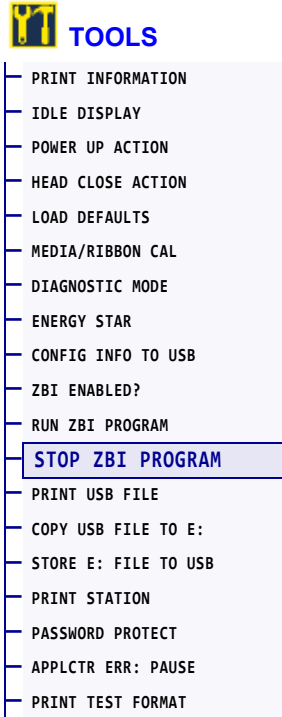 TOOLS
PRINT INFORMATION
IDLE DISPLAY
POWER UP ACTION
HEAD CLOSE ACTION
LOAD DEFAULTS
MEDIA/RIBBON CAL
DIAGNOSTIC MODE
ENERGY STAR
CONFIG INFO TO USB
ZBI ENABLED?
RUN ZBI PROGRAM
STOP ZBI PROGRAM
PRINT USB FILE
COPY USB FILE TO E:
STORE E: FILE TO USB
PRINT STATION
PASSWORD PROTECT
APPLCTR ERR: PAUSE
PRINT TEST FORMAT